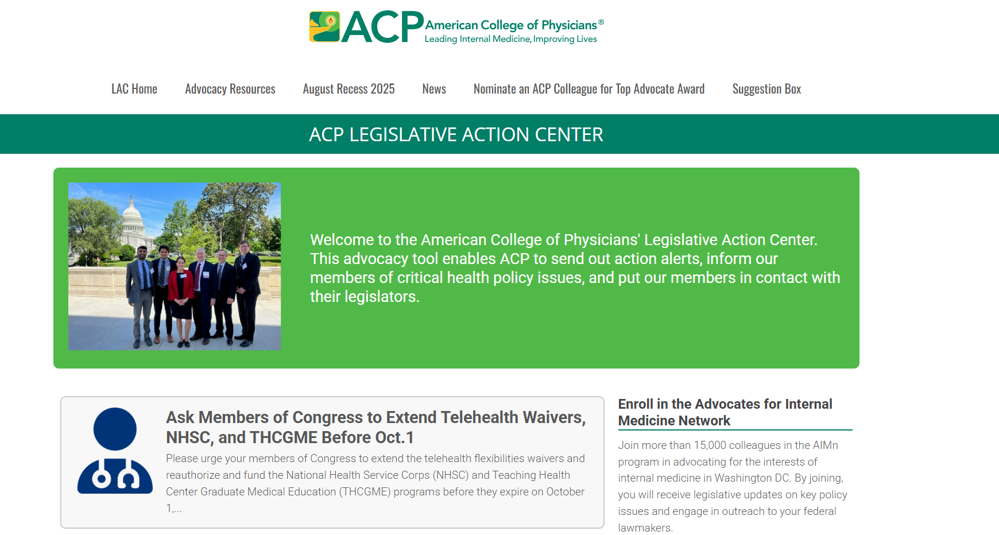 ACP American College of Physicians®
Leading Internal Medicine, Improving Lives
LAC Home
Advocacy Resources
August Recess 2025
News
Nominate an ACP Colleague for Top Advocate Award
Suggestion Box
ACP LEGISLATIVE ACTION CENTER
Welcome to the American College of Physicians' Legislative Action Center.
This advocacy tool enables ACP to send out action alerts, inform our
members of critical health policy issues, and put our members in contact with
their legislators.
Ask Members of Congress to Extend Telehealth Waivers,
NHSC, and THCGME Before Oct.1
Please urge your members of Congress to extend the telehealth flexibilities waivers and
reauthorize and fund the National Health Service Corps (NHSC) and Teaching Health
Center Graduate Medical Education (THCGME) programs before they expire on October
1,...
Enroll in the Advocates for Internal
Medicine Network
Join more than 15,000 colleagues in the AIMn
program in advocating for the interests of
internal medicine in Washington DC. By joining,
you will receive legislative updates on key policy
issues and engage in outreach to your federal
lawmakers.